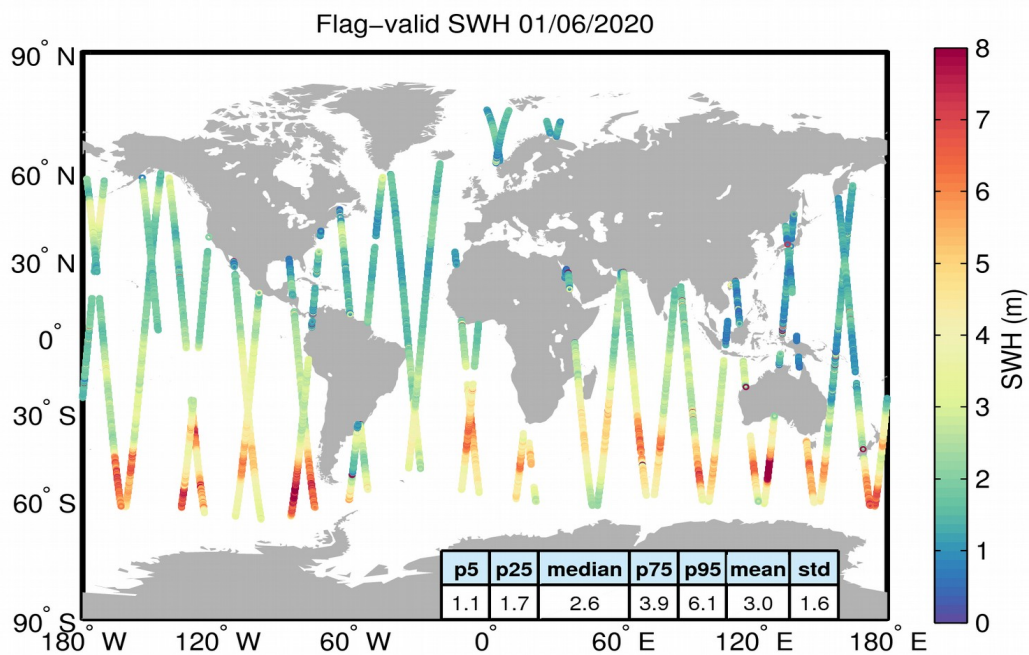 Flag−valid SWH 01/06/2020
90° N
60° N
30° N
0°
30° S
60° S
90° S
180° W
120° W
60° W
0°
60° E
120° E
180° E
p5 p25 median p75 p95 mean std
1.1 1.7 2.6 3.9 6.1 3.0 1.6
8
7
6
5
4
3
2
1
0
SWH (m)